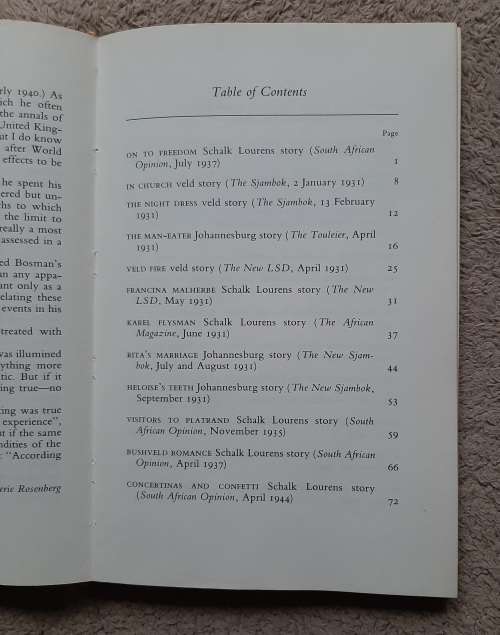 rly 1940.) As
ich he often
the annals of
United King-
ut I do know
after World
effects to be
he spent his
ered but un-
hs to which
the limit to
really a most
assessed in a
ed Bosman's
an any appa-
ant only as a
elating these
events in his
treated with
was illumined
ything more
tic. But if it
ing true—no
ting was true
experience",
ut if the same
ndities of the
: "According
erie Rosenberg
Table of Contents
Page
ON TO FREEDOM Schalk Lourens story (South African
Opinion, July 1937) 1
IN CHURCH veld story (The Sjambok, 2 January 1931) 8
THE NIGHT DRESS veld story (The Sjambok, 13 February
1931) 12
THE MAN-EATER Johannesburg story (The Touleier, April
1931) 16
VELD FIRE veld story (The New LSD, April 1931) 25
FRANCINA MALHERBE Schalk Lourens story (The New
LSD, May 1931) 31
KAREL FLYSMAN Schalk Lourens story (The African
Magazine, June 1931) 37
RITA'S MARRIAGE Johannesburg story (The New Sjam-
bok, July and August 1931) 44
HELOISE'S TEETH Johannesburg story (The New Sjambok,
September 1931) 53
VISITORS TO PLATRAND Schalk Lourens story (South
African Opinion, November 1935) 59
BUSHVELD ROMANCE Schalk Lourens story (South African
Opinion, April 1937) 66
CONCERTINAS AND CONFETTI Schalk Lourens story
(South African Opinion, April 1944) 72